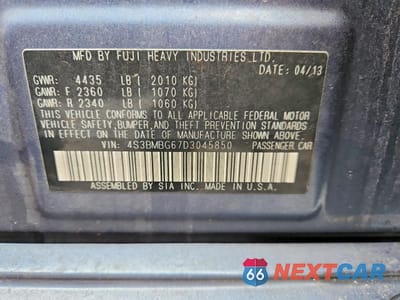 MFD BY FUJI HEAVY INDUSTRIES LTD.
DATE: 04/13
GVWR: 4435 LB ( 2010 KG)
GAWR: F 2360 LB ( 1070 KG)
GAWR: R 2340 LB ( 1060 KG)
THIS VEHICLE CONFORMS TO ALL APPLICABLE FEDERAL MOTOR
VEHICLE SAFETY, BUMPER, AND THEFT PREVENTION STANDARDS
IN EFFECT ON THE DATE OF MANUFACTURE SHOWN ABOVE.
VIN: 4S3BMBG67D3045850 PASSENGER CAR
ASSEMBLED BY SIA INC. MADE IN U.S.A.
66 NEXTCAR